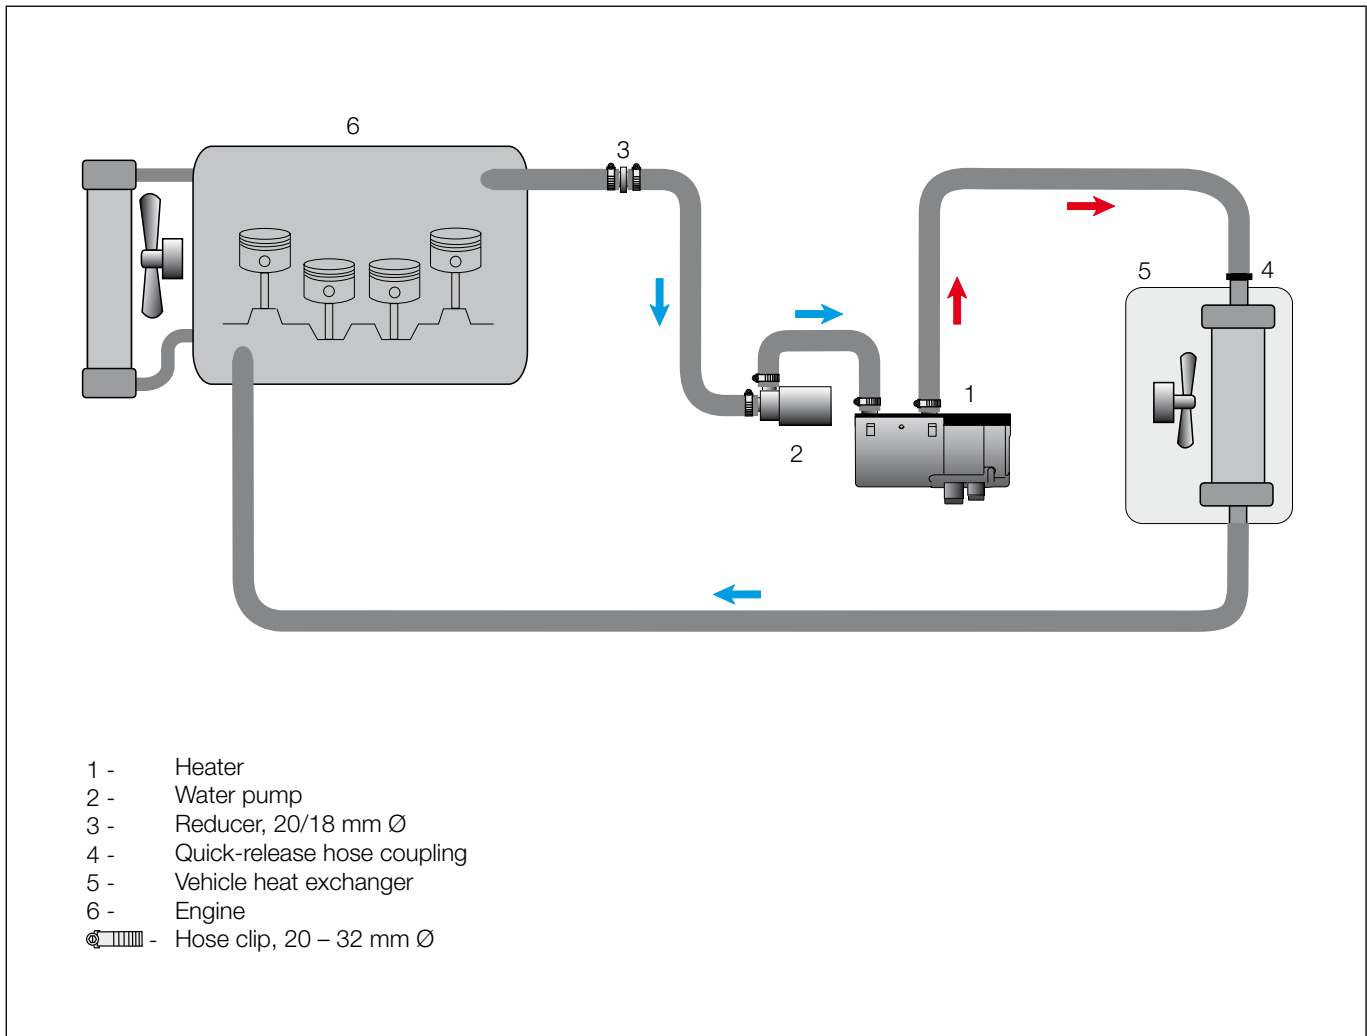 6
3
5
4
1
2
1 - Heater
2 - Water pump
3 - Reducer, 20/18 mm Ø
4 - Quick-release hose coupling
5 - Vehicle heat exchanger
6 - Engine
- Hose clip, 20 – 32 mm Ø